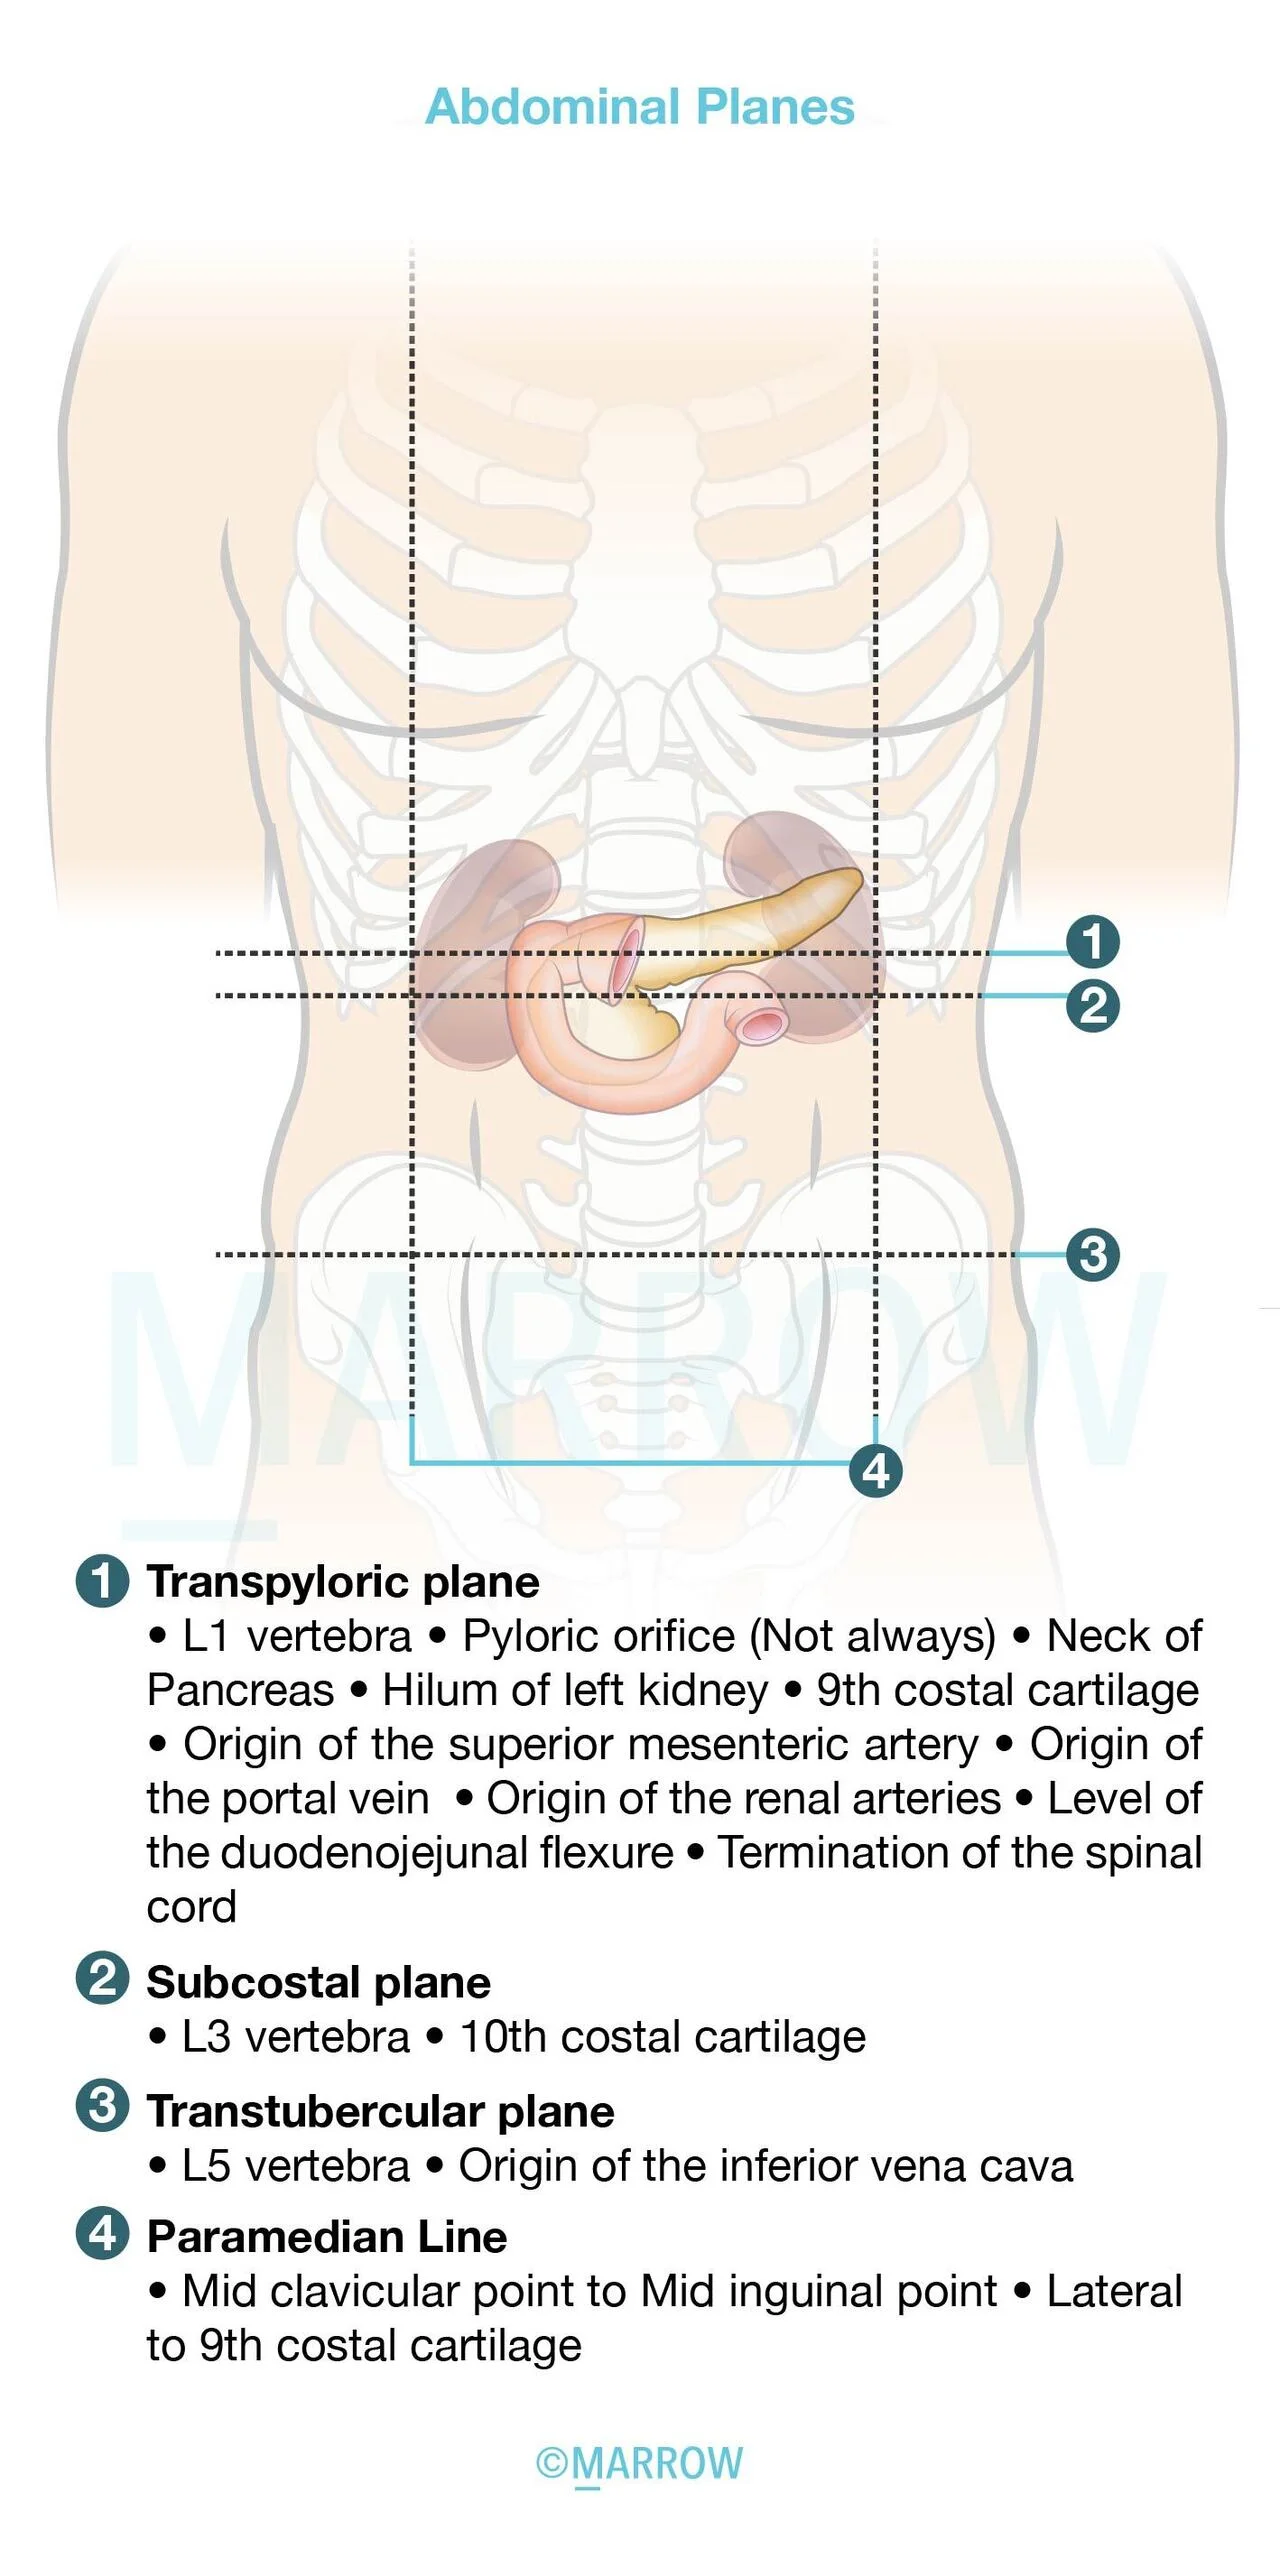 Abdominal Planes
1
2
3
MARROW
4
1 Transpyloric plane
• L1 vertebra • Pyloric orifice (Not always) • Neck of
Pancreas • Hilum of left kidney • 9th costal cartilage
• Origin of the superior mesenteric artery • Origin of
the portal vein • Origin of the renal arteries • Level of
the duodenojejunal flexure • Termination of the spinal
cord
2 Subcostal plane
• L3 vertebra • 10th costal cartilage
3 Transtubercular plane
• L5 vertebra • Origin of the inferior vena cava
4 Paramedian Line
• Mid clavicular point to Mid inguinal point • Lateral
to 9th costal cartilage
©MARROW